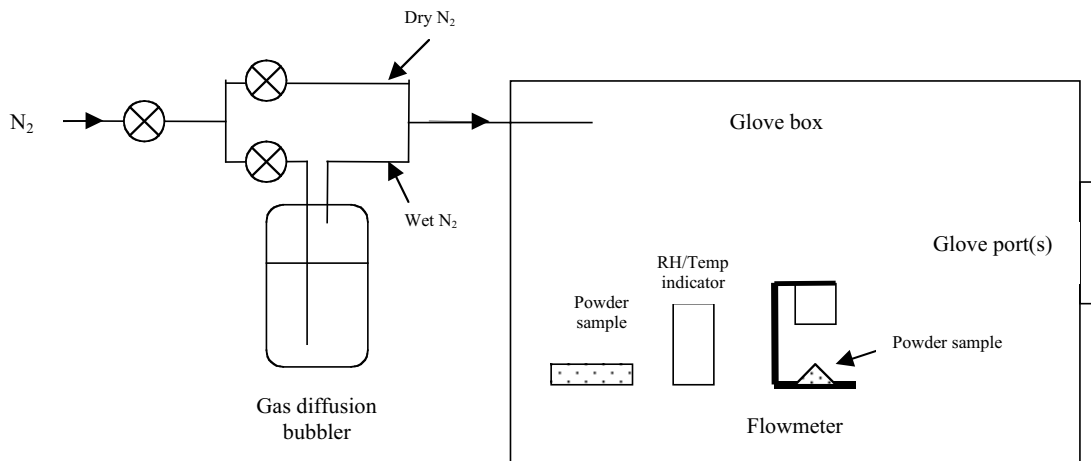 Dry N₂
N₂
Glove box
Wet N₂
Glove port(s)
RH/Temp
indicator
Powder
sample
Powder sample
Gas diffusion
bubbler
Flowmeter